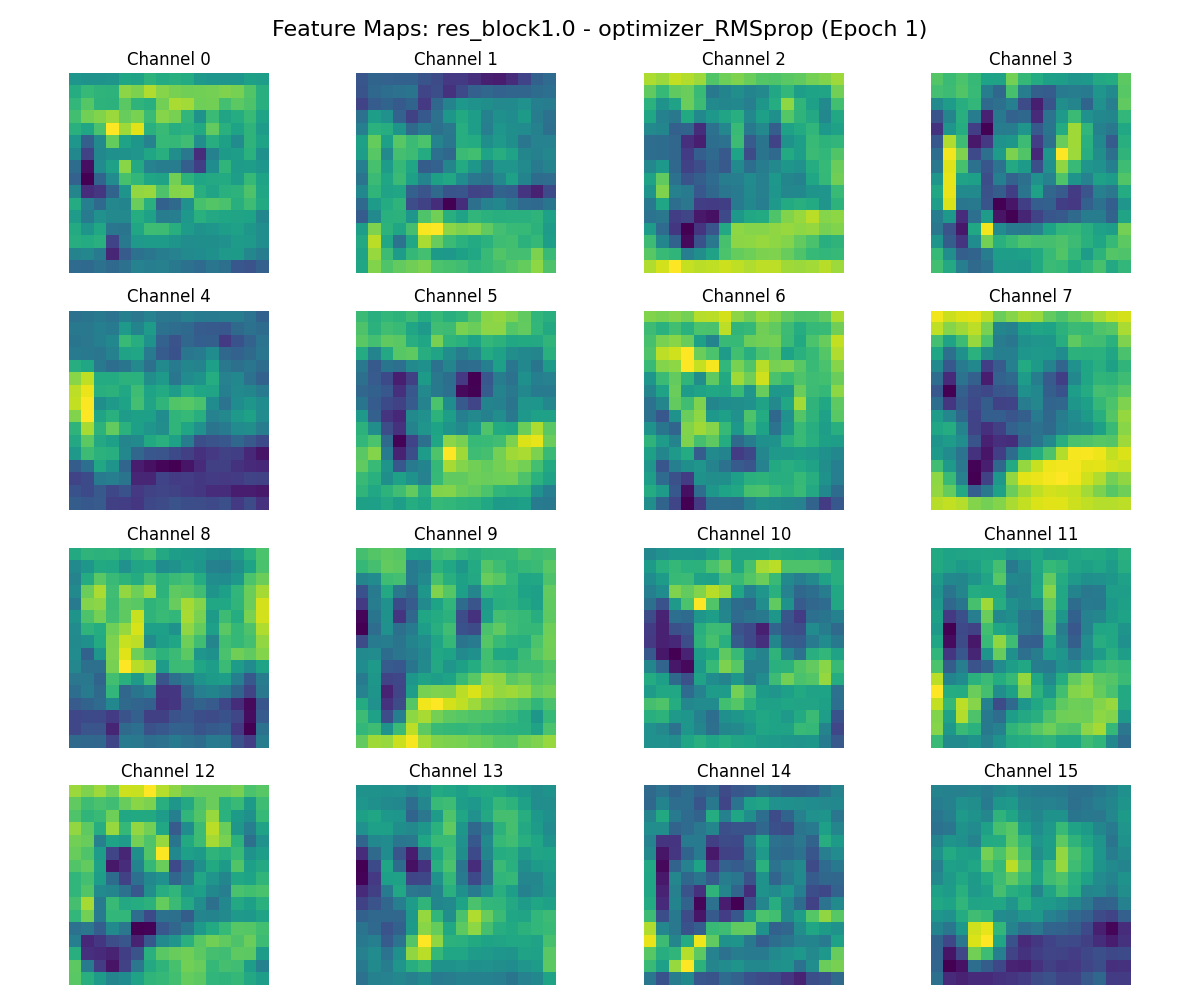 Feature Maps: res_block1.0 - optimizer_RMSprop (Epoch 1)
Channel 0 Channel 1 Channel 2 Channel 3
Channel 4 Channel 5 Channel 6 Channel 7
Channel 8 Channel 9 Channel 10 Channel 11
Channel 12 Channel 13 Channel 14 Channel 15